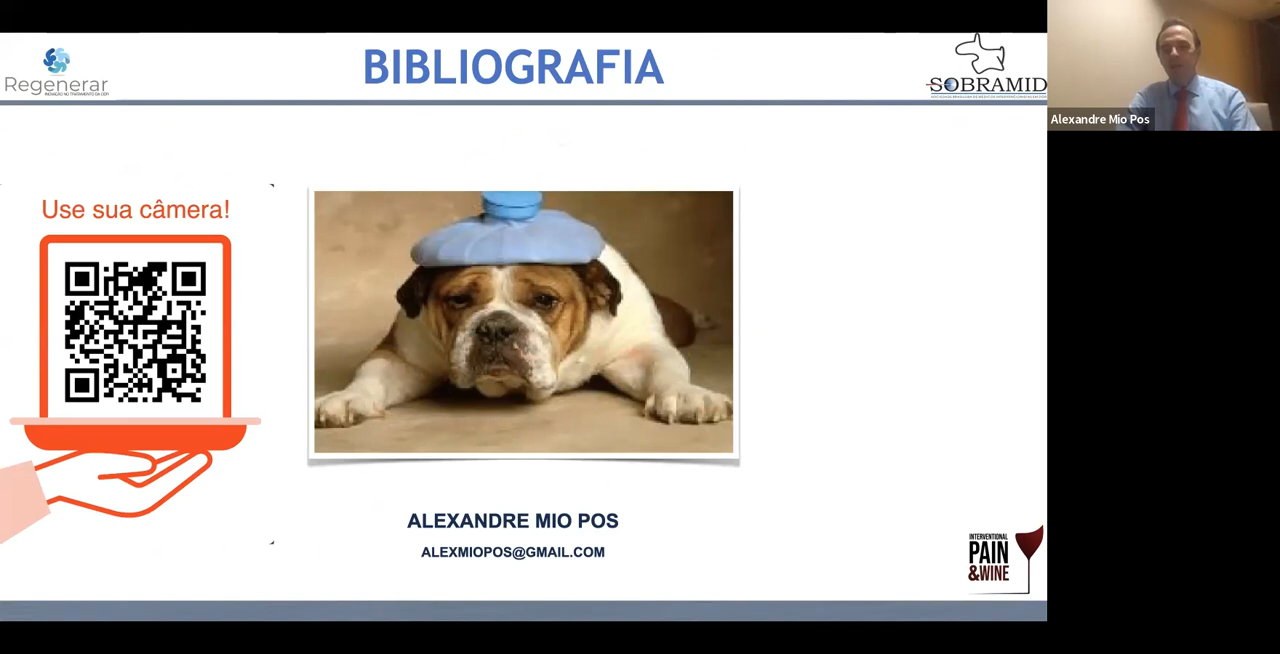 BIBLIOGRAFIA
Regenerar
SOBRAMID
Alexandre Mio Pos
Use sua câmera!
ALEXANDRE MIO POS
ALEXMIOPOS@GMAIL.COM
INTERVENTIONAL
PAIN
&WINE